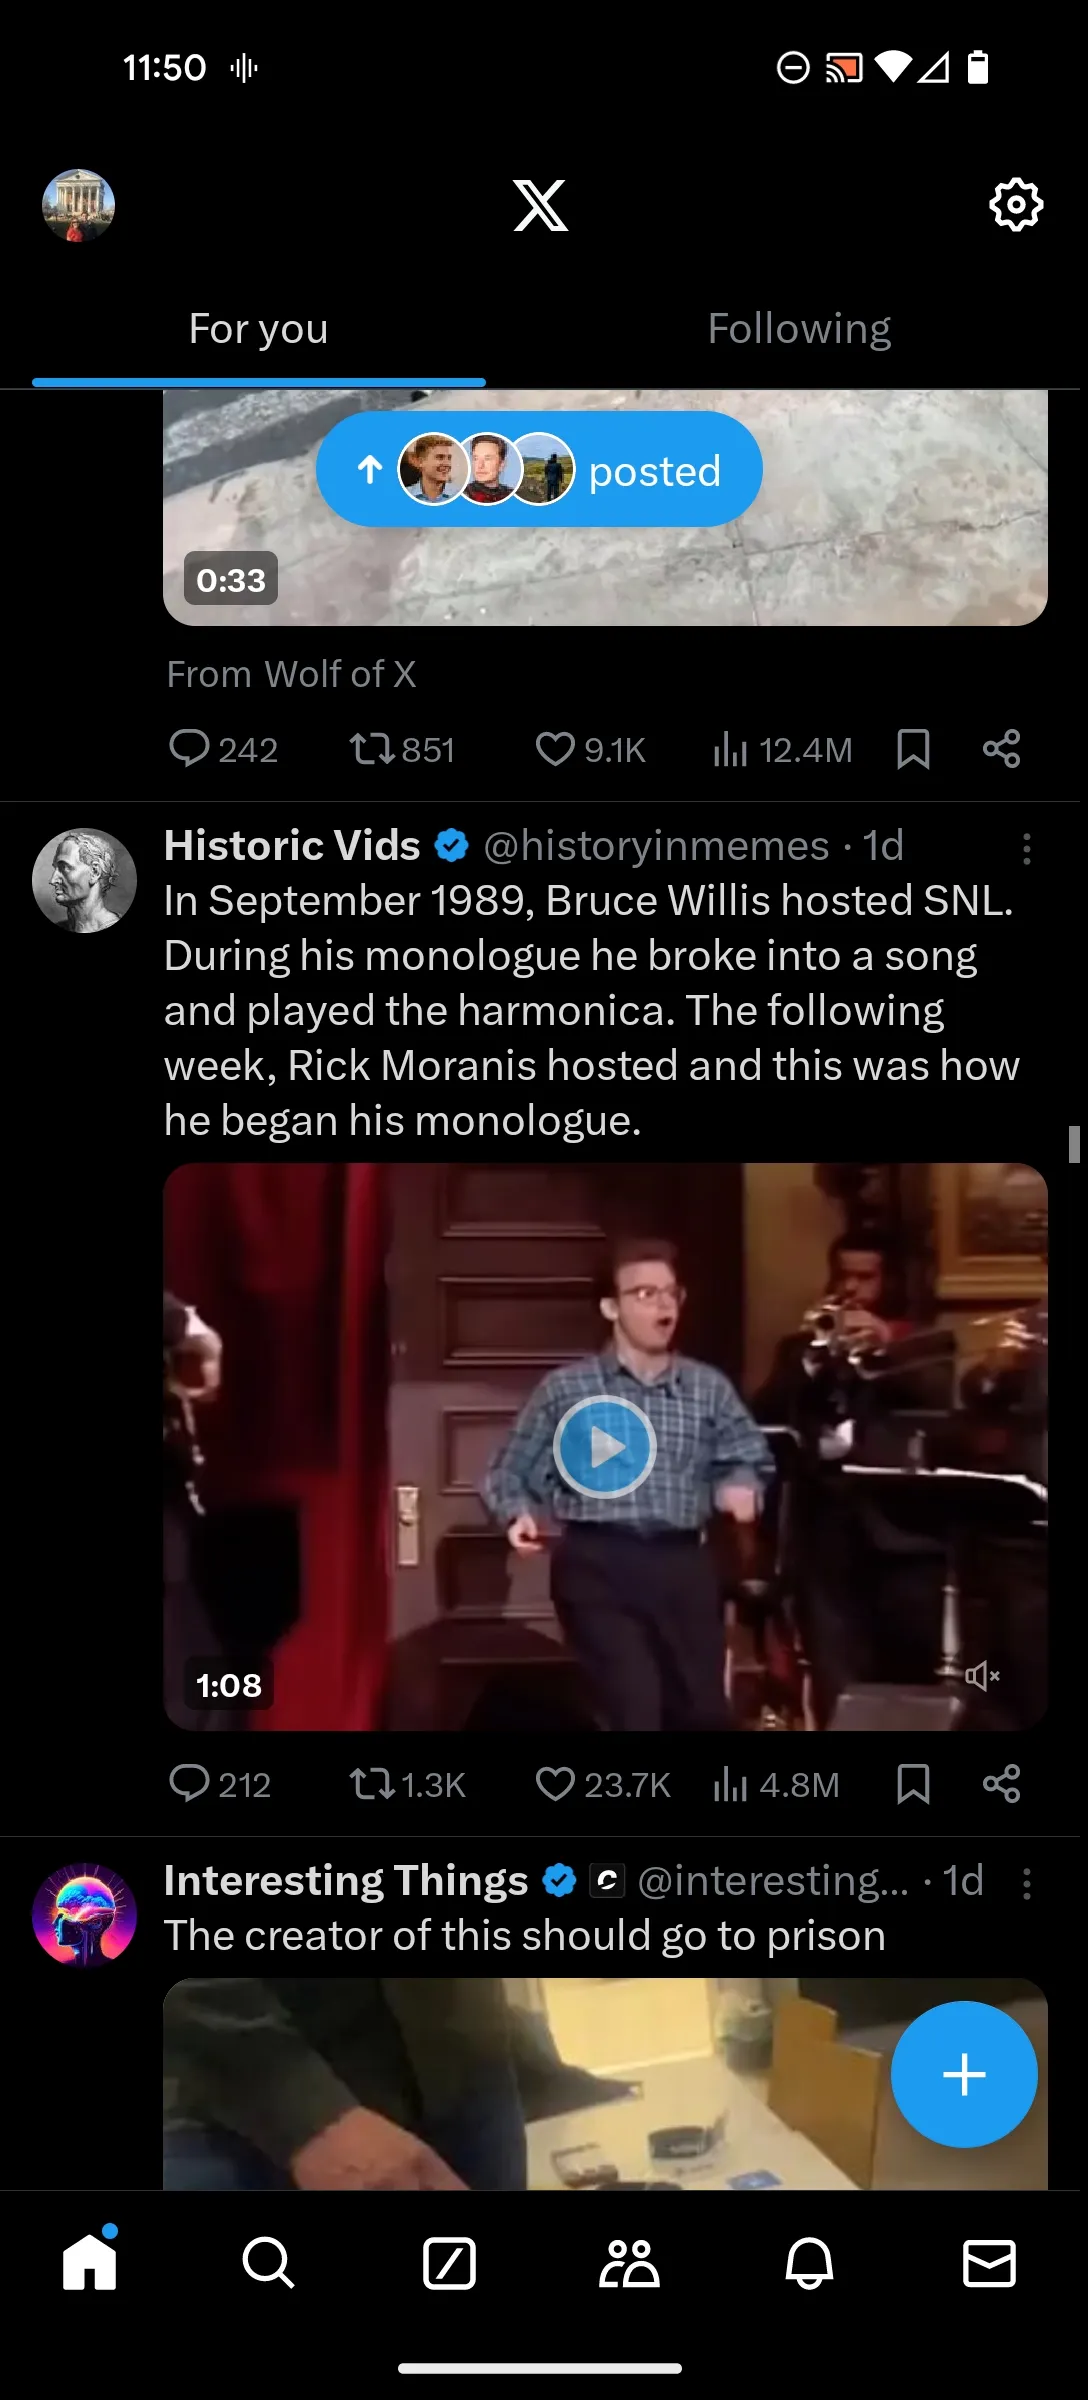 11:50
For you
Following
posted
0:33
From Wolf of X
242 851 9.1K 12.4M
Historic Vids @historyinmemes · 1d
In September 1989, Bruce Willis hosted SNL.
During his monologue he broke into a song
and played the harmonica. The following
week, Rick Moranis hosted and this was how
he began his monologue.
1:08
212 1.3K 23.7K 4.8M
Interesting Things @interesting... · 1d
The creator of this should go to prison